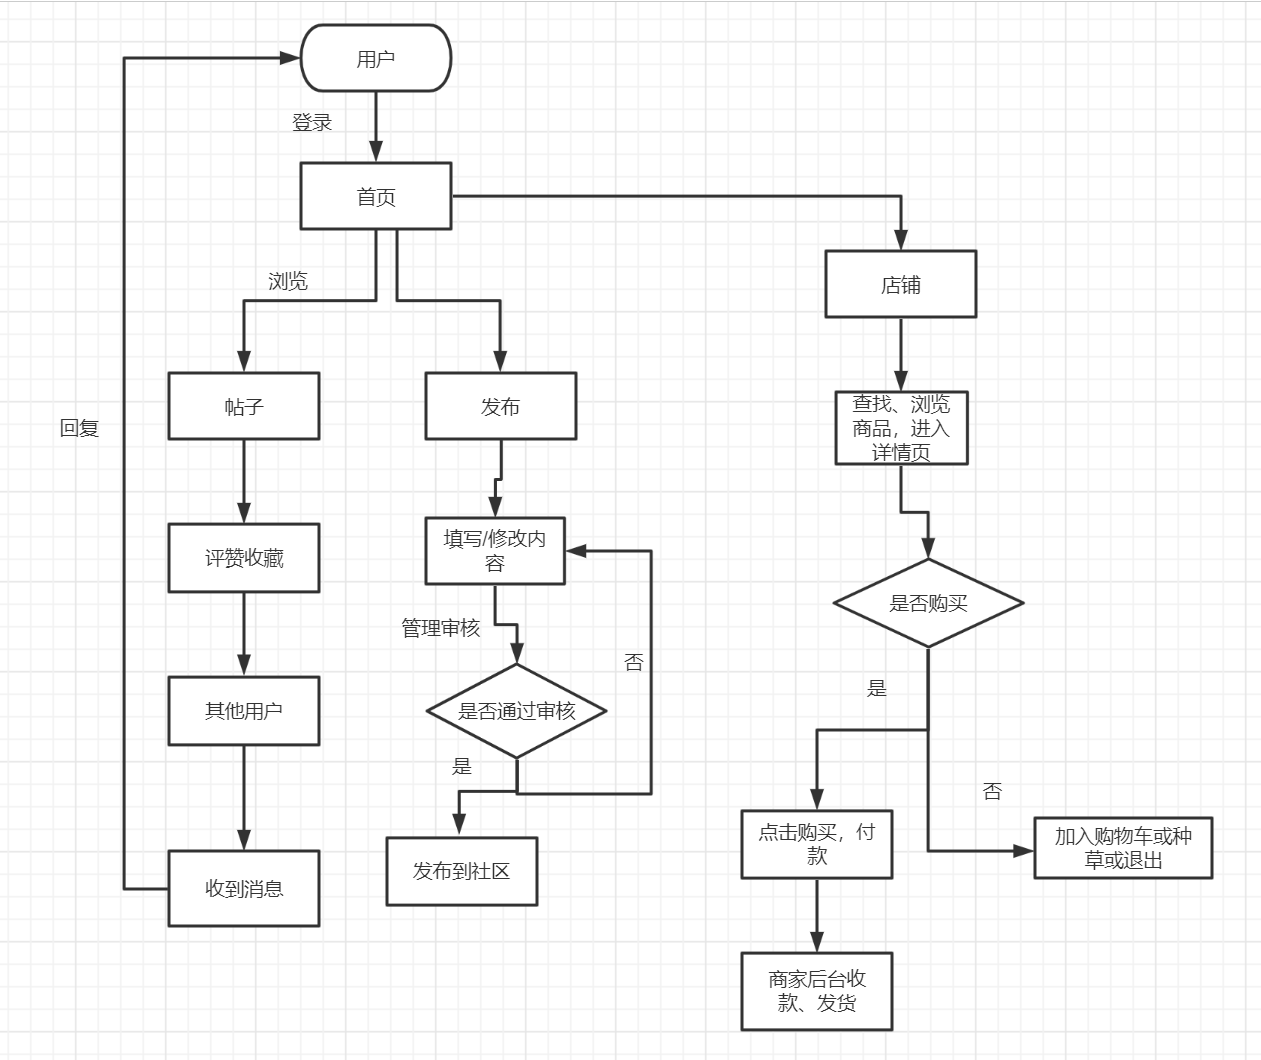 用户
登录
首页
浏览
店铺
帖子
发布
查找、浏览
商品，进入
详情页
回复
评赞收藏
填写/修改内
容
是否购买
管理审核
否
其他用户
是否通过审核
是
是
否
点击购买，付
款
加入购物车或种
草或退出
收到消息
发布到社区
商家后台收
款、发货